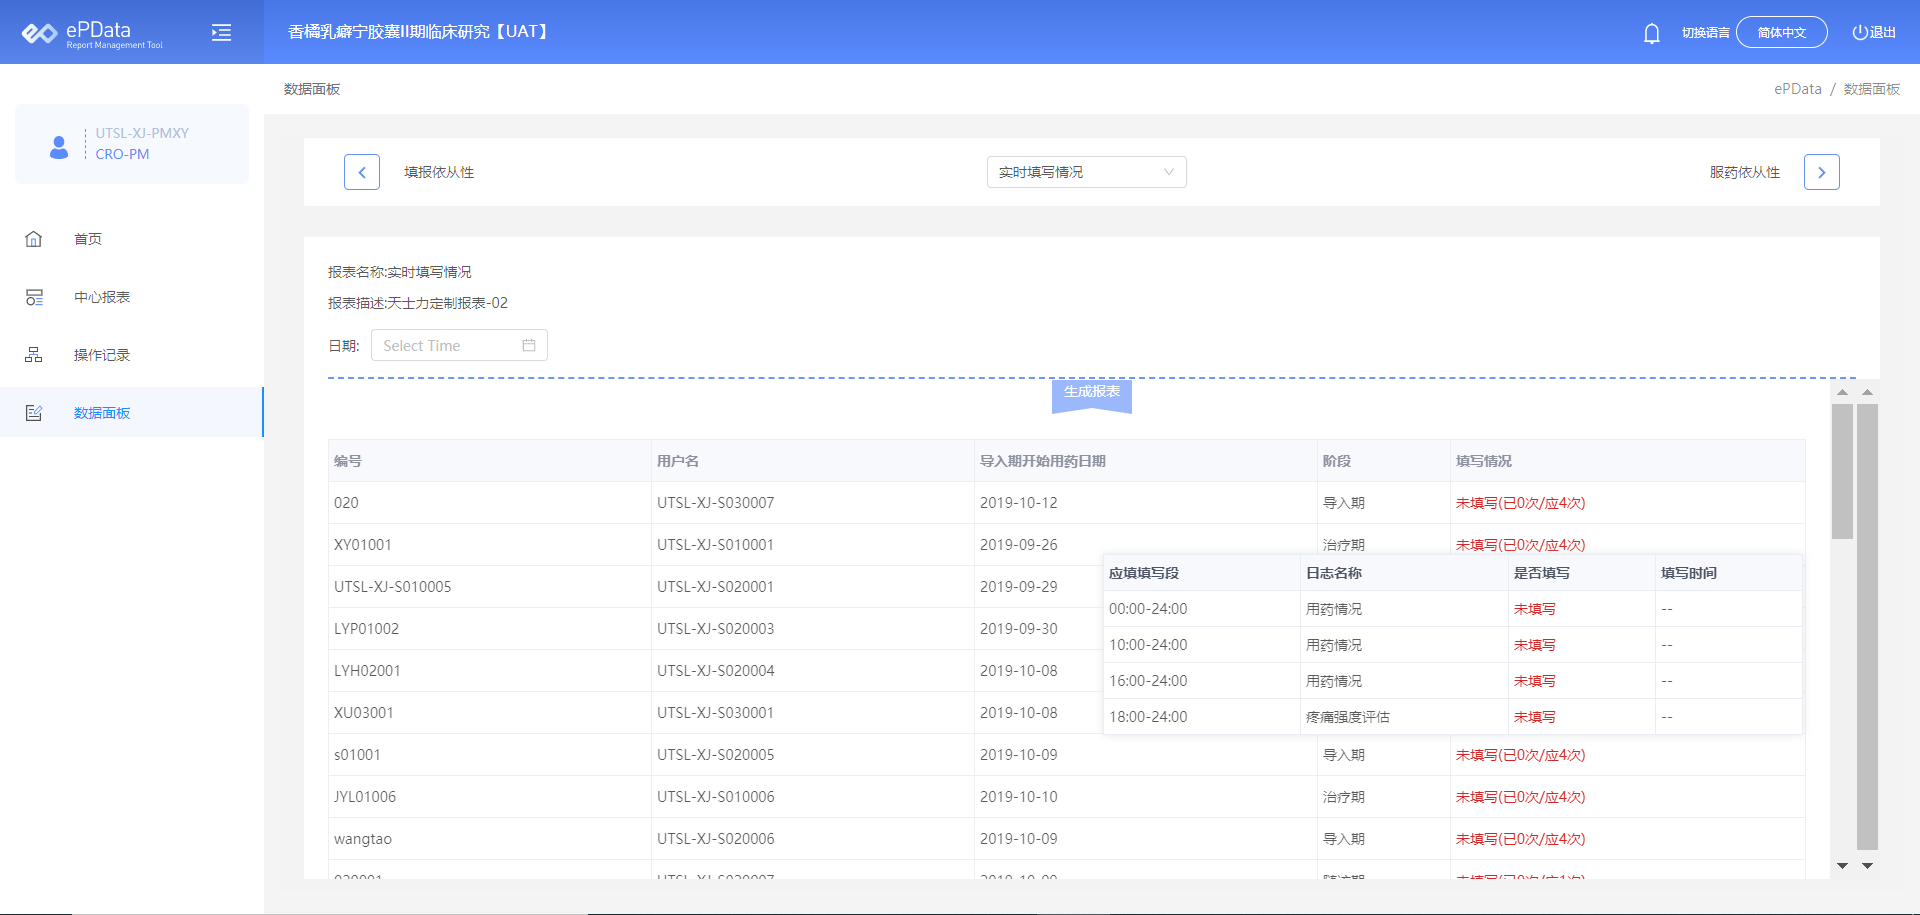 ePData
Report Management Tool
香橘乳癖宁胶囊II期临床研究【UAT】
切换语言 简体中文 退出
数据面板
ePData / 数据面板
UTSL-XJ-PMXY
CRO-PM
首页
中心报表
操作记录
数据面板
填报依从性 实时填写情况 服药依从性
报表名称:实时填写情况
报表描述:天士力定制报表-02
日期: Select Time
生成报表
编号 用户名 导入期开始用药日期 阶段 填写情况
020 UTSL-XJ-S030007 2019-10-12 导入期 未填写(已0次/应4次)
XY01001 UTSL-XJ-S010001 2019-09-26 治疗期 未填写(已0次/应4次)
UTSL-XJ-S010005 UTSL-XJ-S020001 2019-09-29
LYP01002 UTSL-XJ-S020003 2019-09-30
LYH02001 UTSL-XJ-S020004 2019-10-08
XU03001 UTSL-XJ-S030001 2019-10-08
应填填写段 日志名称 是否填写 填写时间
00:00-24:00 用药情况 未填写 --
10:00-24:00 用药情况 未填写 --
16:00-24:00 用药情况 未填写 --
18:00-24:00 疼痛强度评估 未填写 --
s01001 UTSL-XJ-S020005 2019-10-09 导入期 未填写(已0次/应4次)
JYL01006 UTSL-XJ-S010006 2019-10-10 治疗期 未填写(已0次/应4次)
wangtao UTSL-XJ-S020006 2019-10-09 导入期 未填写(已0次/应4次)